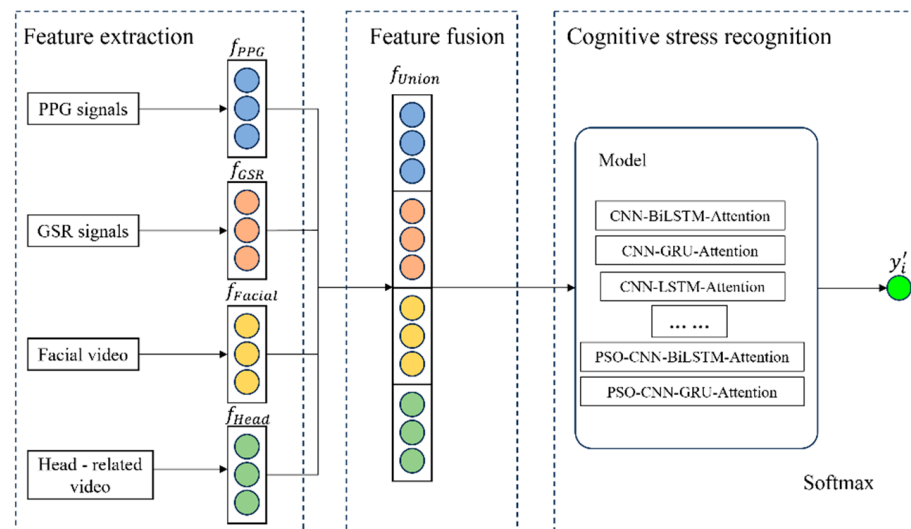 Feature extraction
PPG signals
f_PPG
GSR signals
f_GSR
Facial video
f_Facial
Head - related
video
f_Head
Feature fusion
f_Union
Cognitive stress recognition
Model
CNN-BiLSTM-Attention
CNN-GRU-Attention
CNN-LSTM-Attention
... ...
PSO-CNN-BiLSTM-Attention
PSO-CNN-GRU-Attention
Softmax
y′_i